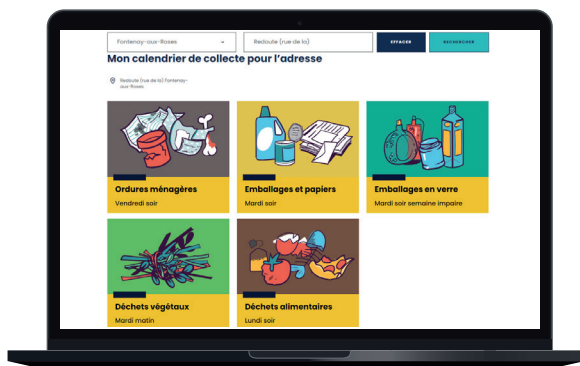 Fontenay-aux-Roses
Redoute (rue de la)
EFFACER
RECHERCHER
Mon calendrier de collecte pour l'adresse
Redoute (rue de la) Fontenay-
aux-Roses
Ordures ménagères
Vendredi soir
Emballages et papiers
Mardi soir
Emballages en verre
Mardi soir semaine impaire
Déchets végétaux
Mardi matin
Déchets alimentaires
Lundi soir